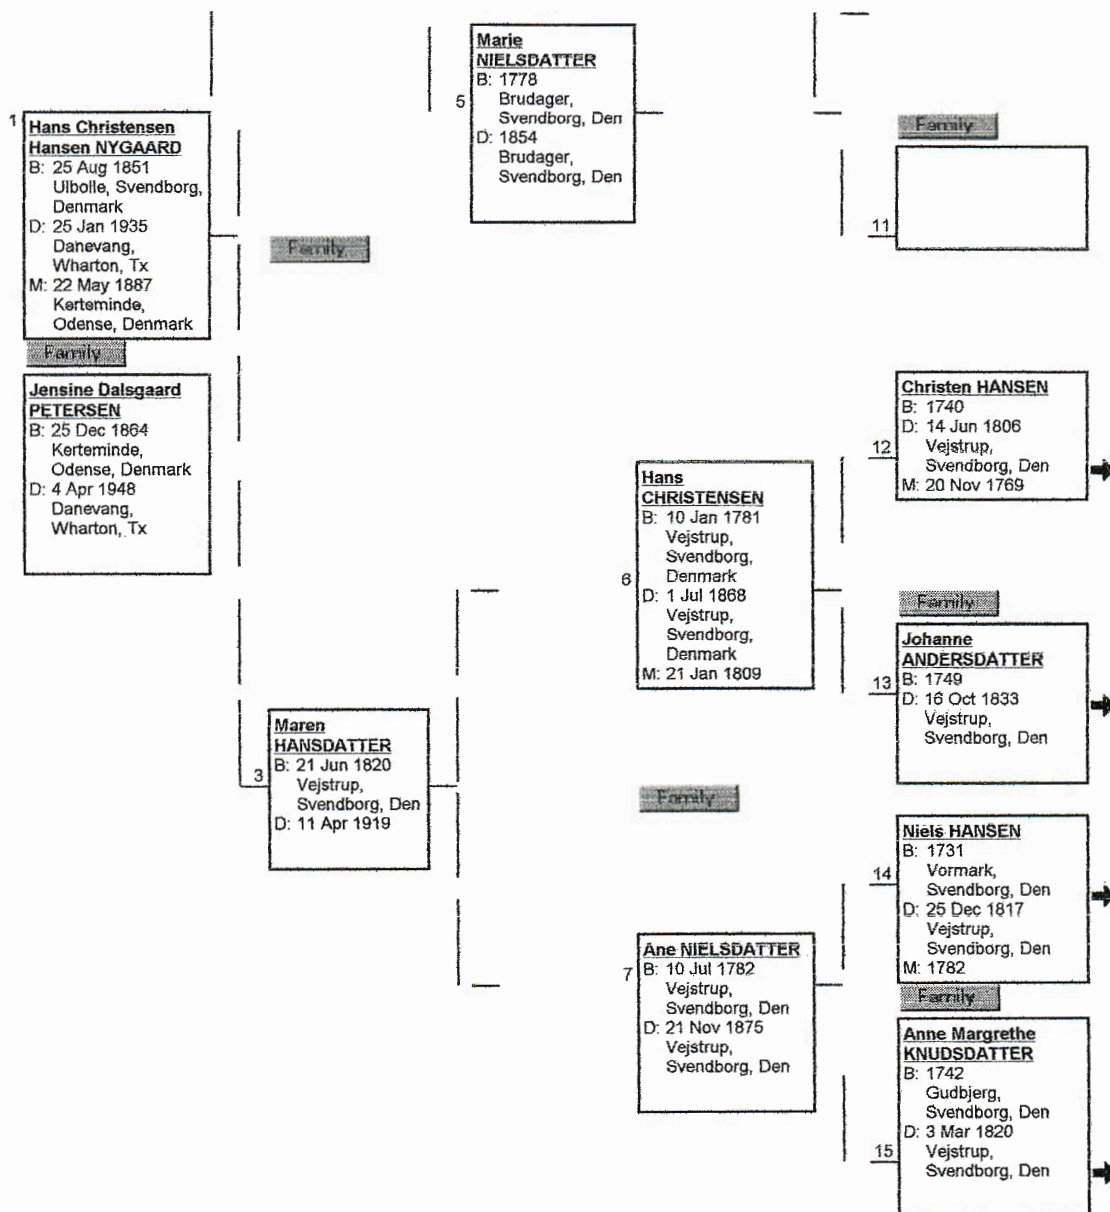 1
Hans Christensen
Hansen NYGAARD
B: 25 Aug 1851
Ulbolle, Svendborg,
Denmark
D: 25 Jan 1935
Danevang,
Wharton, Tx
M: 22 May 1887
Kerteminde,
Odense, Denmark
Family
Jensine Dalsgaard
PETERSEN
B: 25 Dec 1864
Kerteminde,
Odense, Denmark
D: 4 Apr 1948
Danevang,
Wharton, Tx
Family
3
Maren
HANSDATTER
B: 21 Jun 1820
Vejstrup,
Svendborg, Den
D: 11 Apr 1919
5
Marie
NIELSDATTER
B: 1778
Brudager,
Svendborg, Den
D: 1854
Brudager,
Svendborg, Den
6
Hans
CHRISTENSEN
B: 10 Jan 1781
Vejstrup,
Svendborg,
Denmark
D: 1 Jul 1868
Vejstrup,
Svendborg,
Denmark
M: 21 Jan 1809
Family
7
Ane NIELSDATTER
B: 10 Jul 1782
Vejstrup,
Svendborg, Den
D: 21 Nov 1875
Vejstrup,
Svendborg, Den
Family
11
12
Christen HANSEN
B: 1740
D: 14 Jun 1806
Vejstrup,
Svendborg, Den
M: 20 Nov 1769
Family
13
Johanne
ANDERSDATTER
B: 1749
D: 16 Oct 1833
Vejstrup,
Svendborg, Den
14
Niels HANSEN
B: 1731
Vormark,
Svendborg, Den
D: 25 Dec 1817
Vejstrup,
Svendborg, Den
M: 1782
Family
15
Anne Margrethe
KNUDSDATTER
B: 1742
Gudbjerg,
Svendborg, Den
D: 3 Mar 1820
Vejstrup,
Svendborg, Den